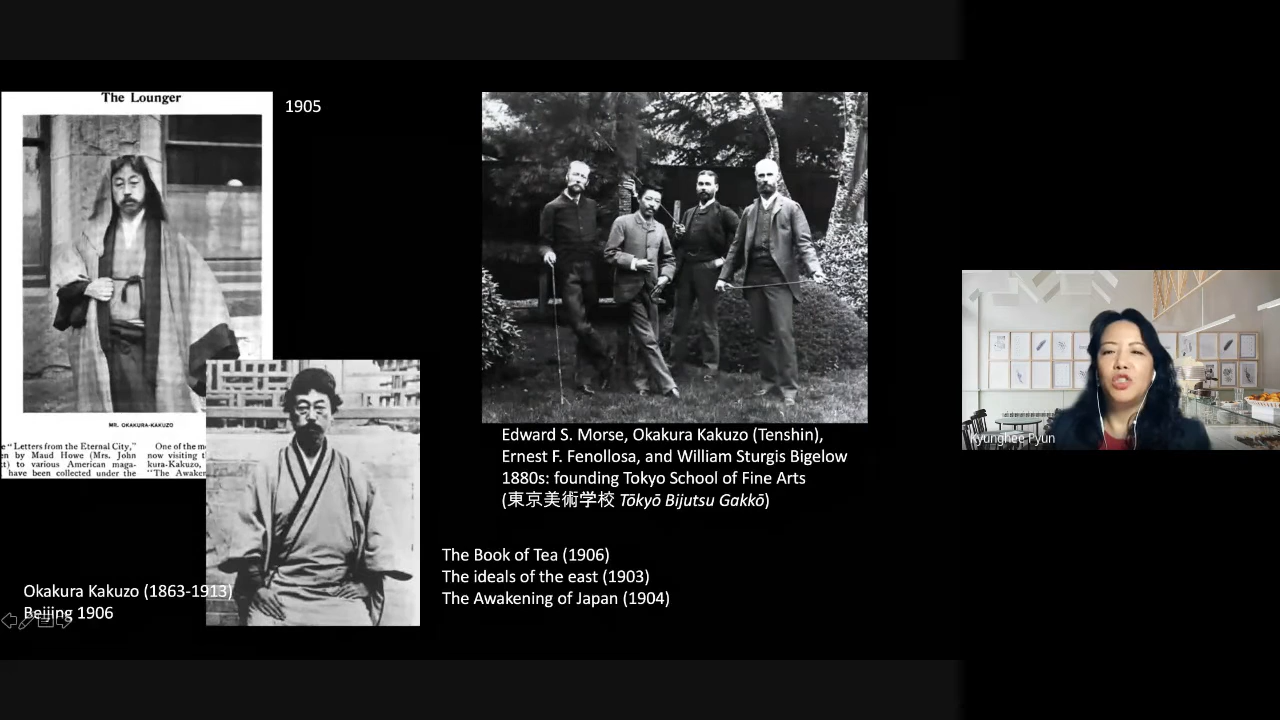 The Lounger
1905
MR. OKAKURA-KAKUZO
e "Letters from the Eternal City,"
en by Maud Howe (Mrs. John
t) to various American maga-
have been collected under the
One of the m
now visiting t
kura-Kakuzo,
"The Awaken
Edward S. Morse, Okakura Kakuzo (Tenshin),
Ernest F. Fenollosa, and William Sturgis Bigelow
1880s: founding Tokyo School of Fine Arts
(東京美術学校 Tōkyō Bijutsu Gakkō)
The Book of Tea (1906)
The ideals of the east (1903)
The Awakening of Japan (1904)
Okakura Kakuzo (1863-1913)
Beijing 1906
Kyunghee Pyun